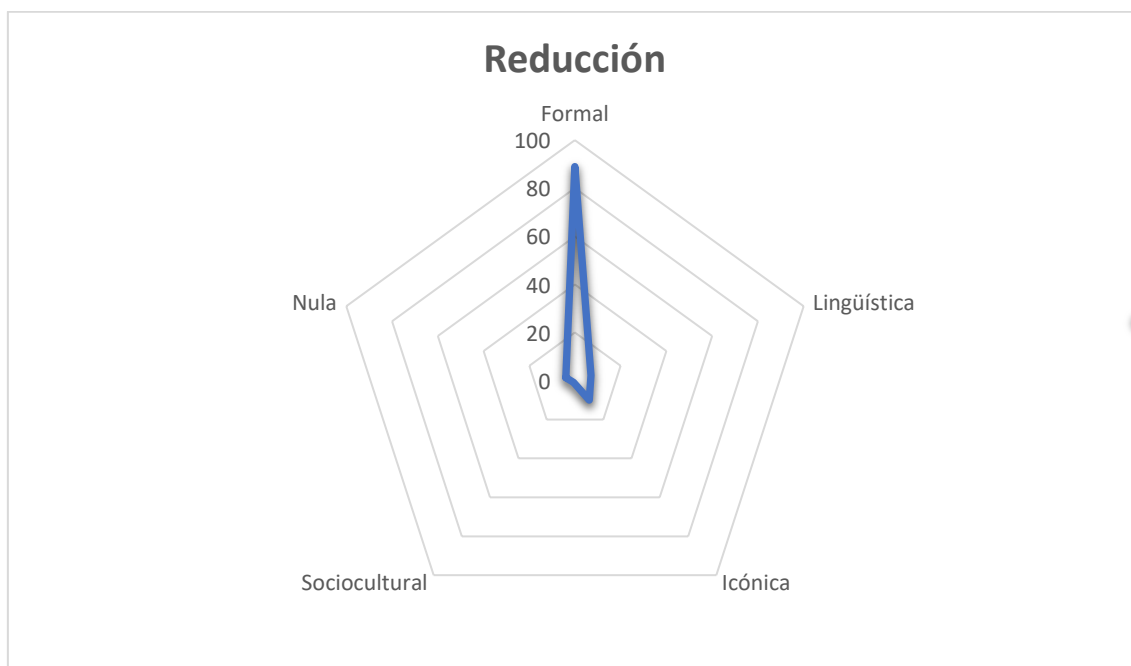 Reducción
Formal
100
80
60
40
20
0
Nula
Lingüística
Sociocultural
Icónica